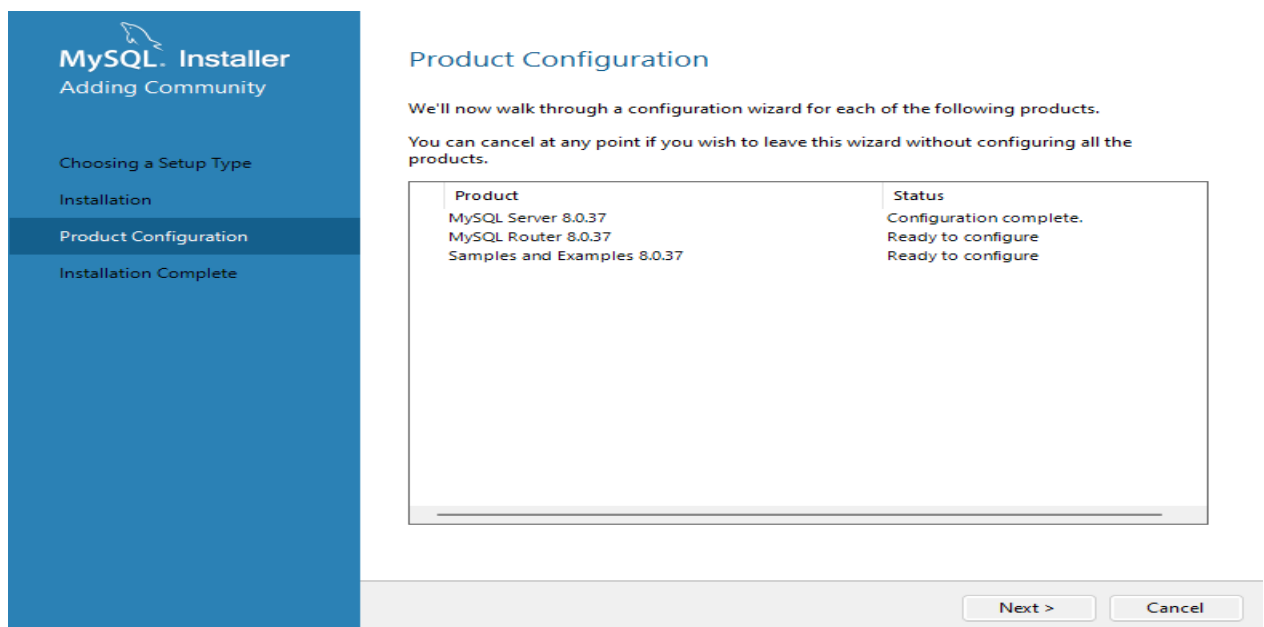 MySQL. Installer
Adding Community
Choosing a Setup Type
Installation
Product Configuration
Installation Complete
Product Configuration
We'll now walk through a configuration wizard for each of the following products.
You can cancel at any point if you wish to leave this wizard without configuring all the
products.
Product Status
MySQL Server 8.0.37 Configuration complete.
MySQL Router 8.0.37 Ready to configure
Samples and Examples 8.0.37 Ready to configure
Next > Cancel